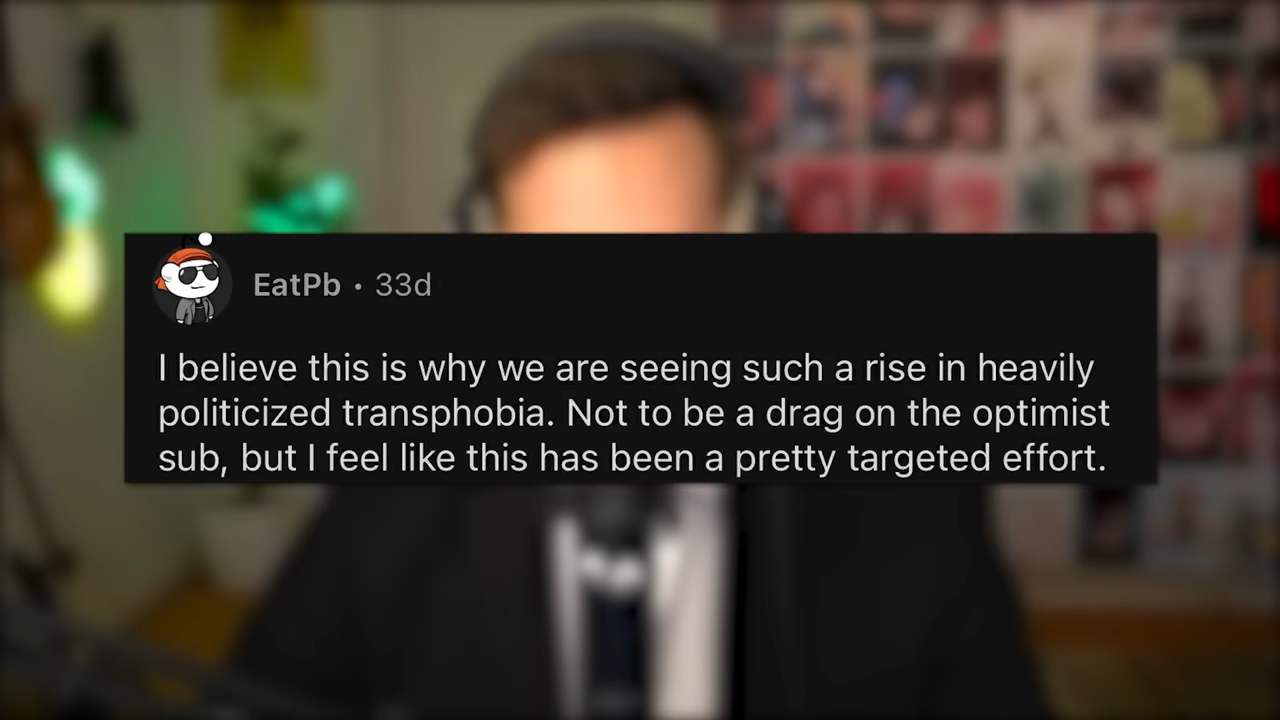 EatPb • 33d
I believe this is why we are seeing such a rise in heavily
politicized transphobia. Not to be a drag on the optimist
sub, but I feel like this has been a pretty targeted effort.